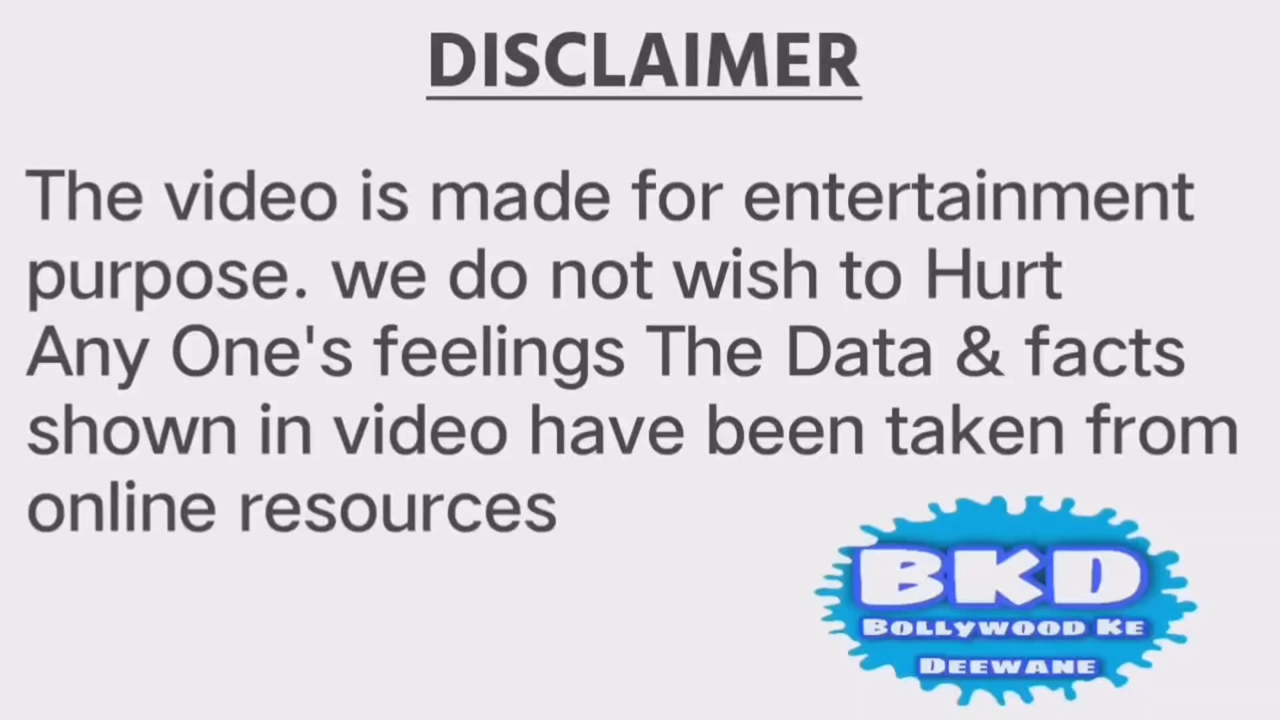 DISCLAIMER
The video is made for entertainment
purpose. we do not wish to Hurt
Any One's feelings The Data & facts
shown in video have been taken from
online resources
BKD
BOLLYWOOD KE
DEEWANE